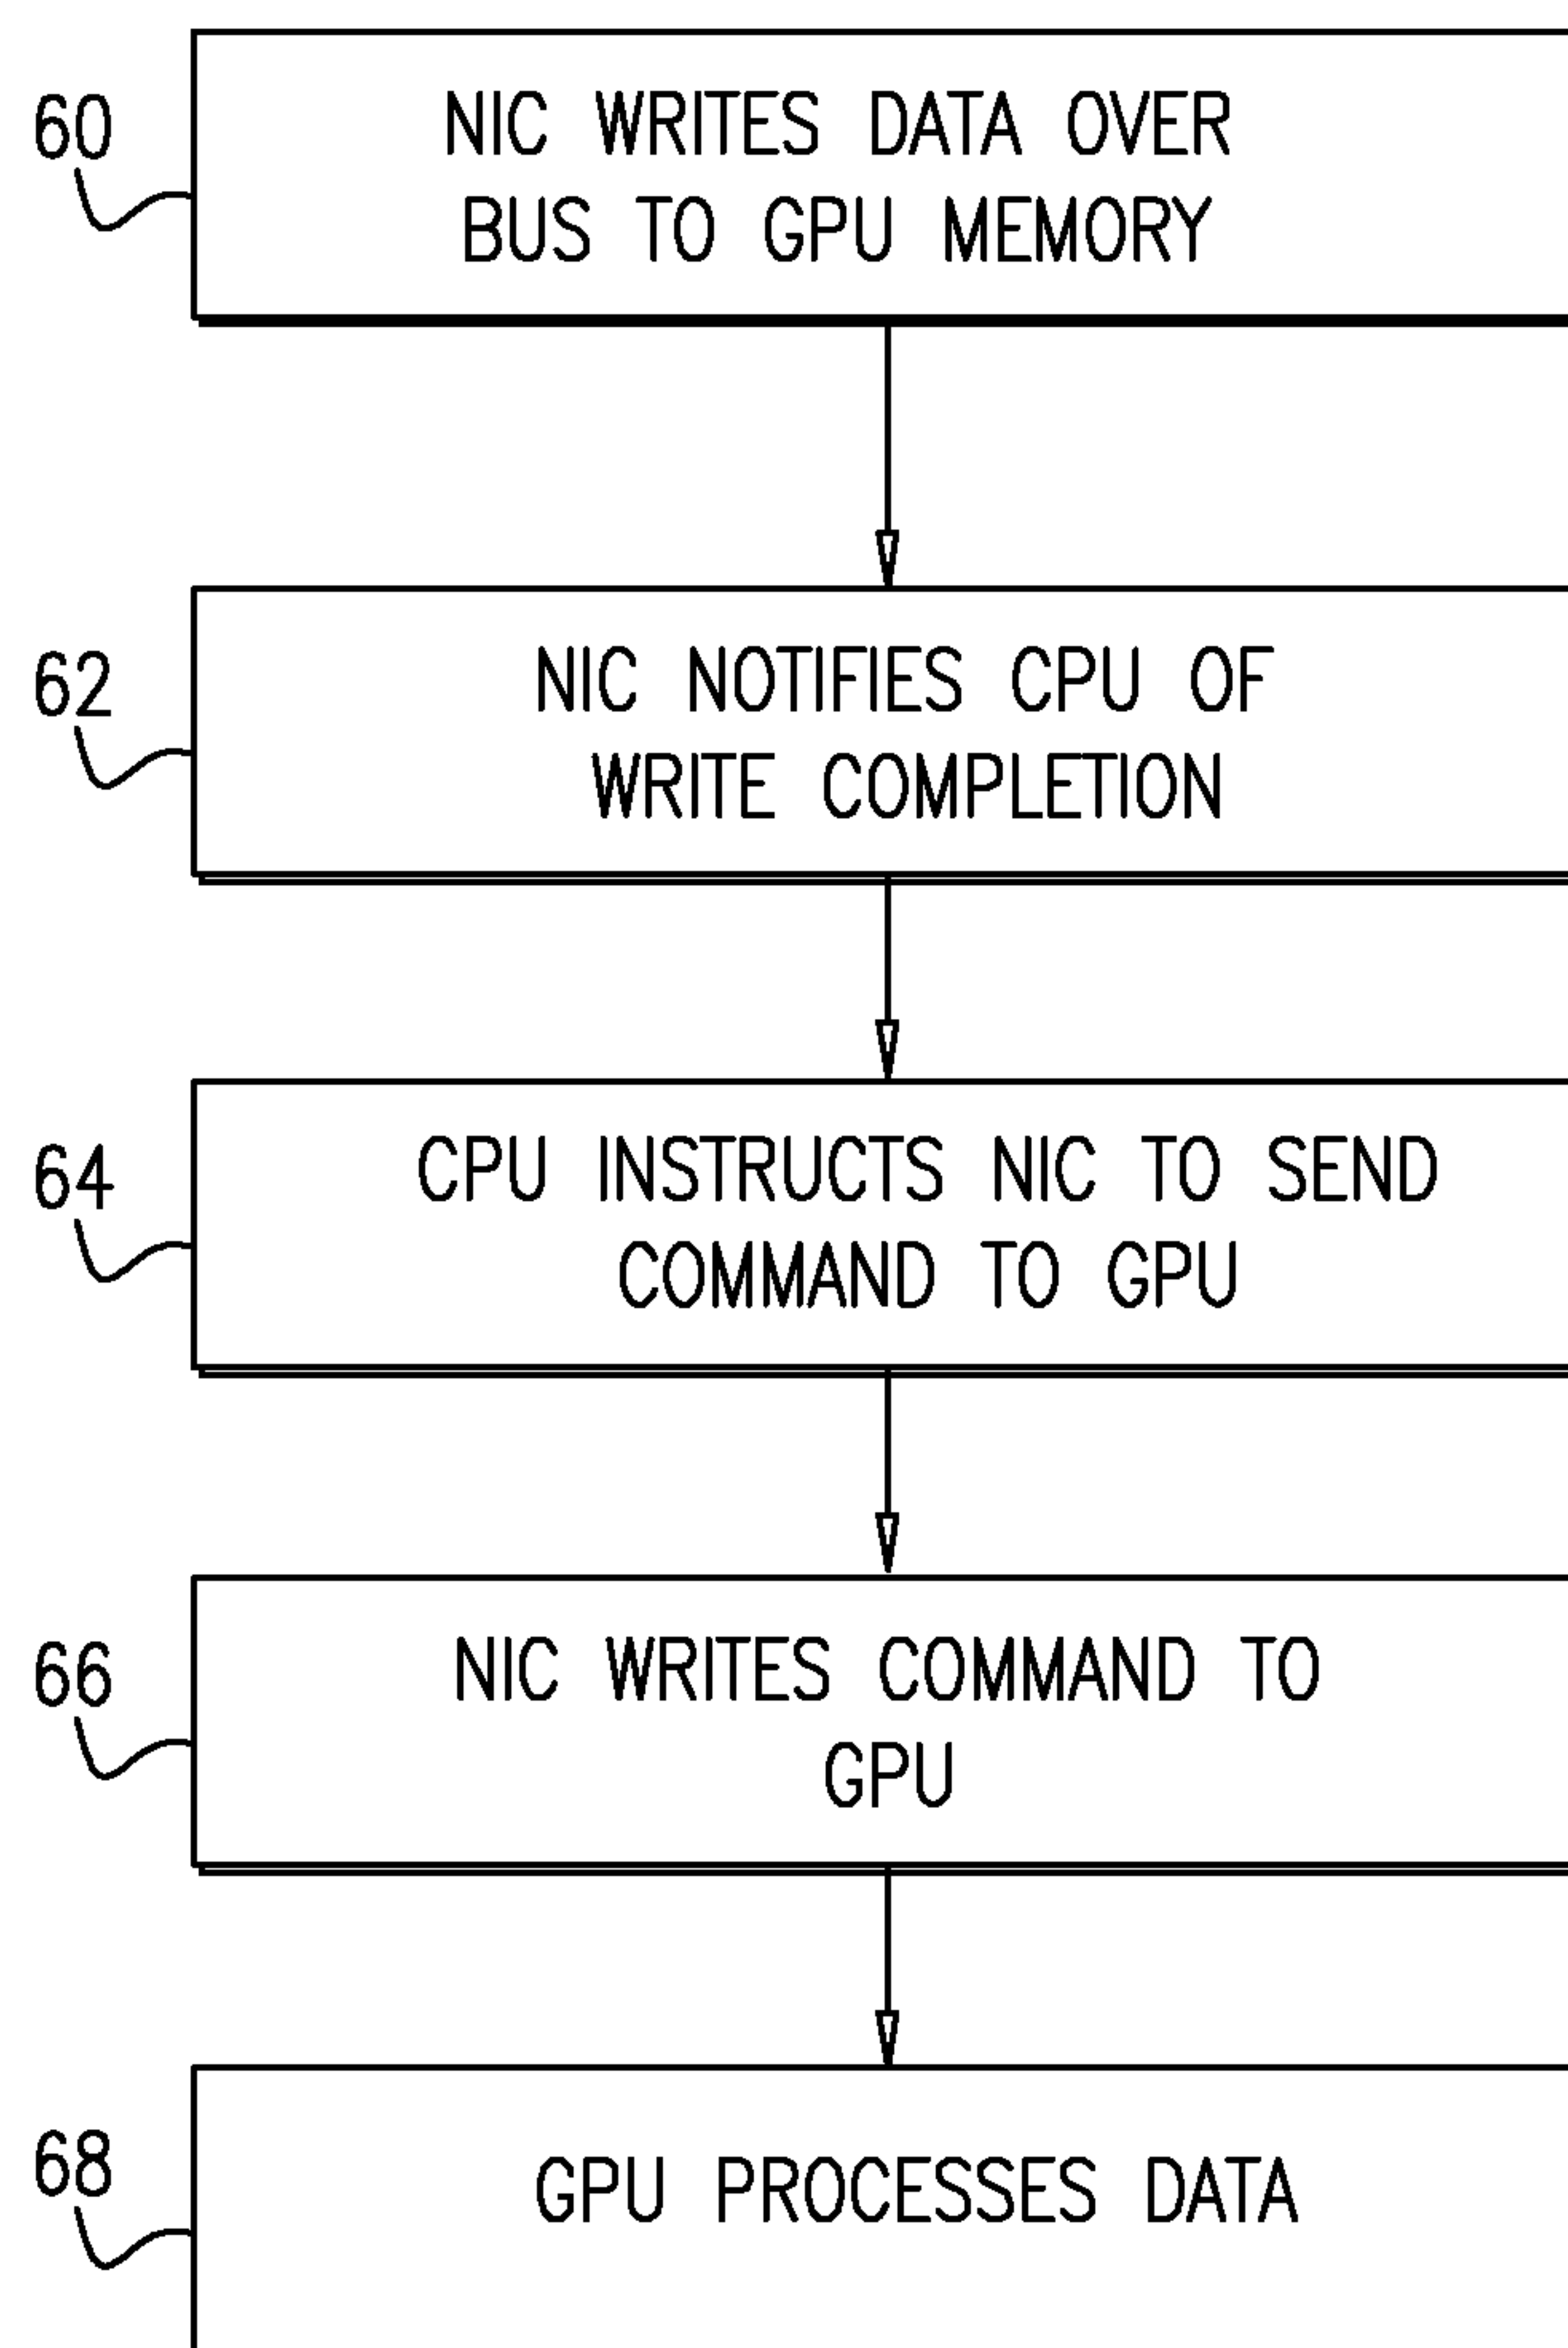 60
NIC WRITES DATA OVER
BUS TO GPU MEMORY
62
NIC NOTIFIES CPU OF
WRITE COMPLETION
64
CPU INSTRUCTS NIC TO SEND
COMMAND TO GPU
66
NIC WRITES COMMAND TO
GPU
68
GPU PROCESSES DATA